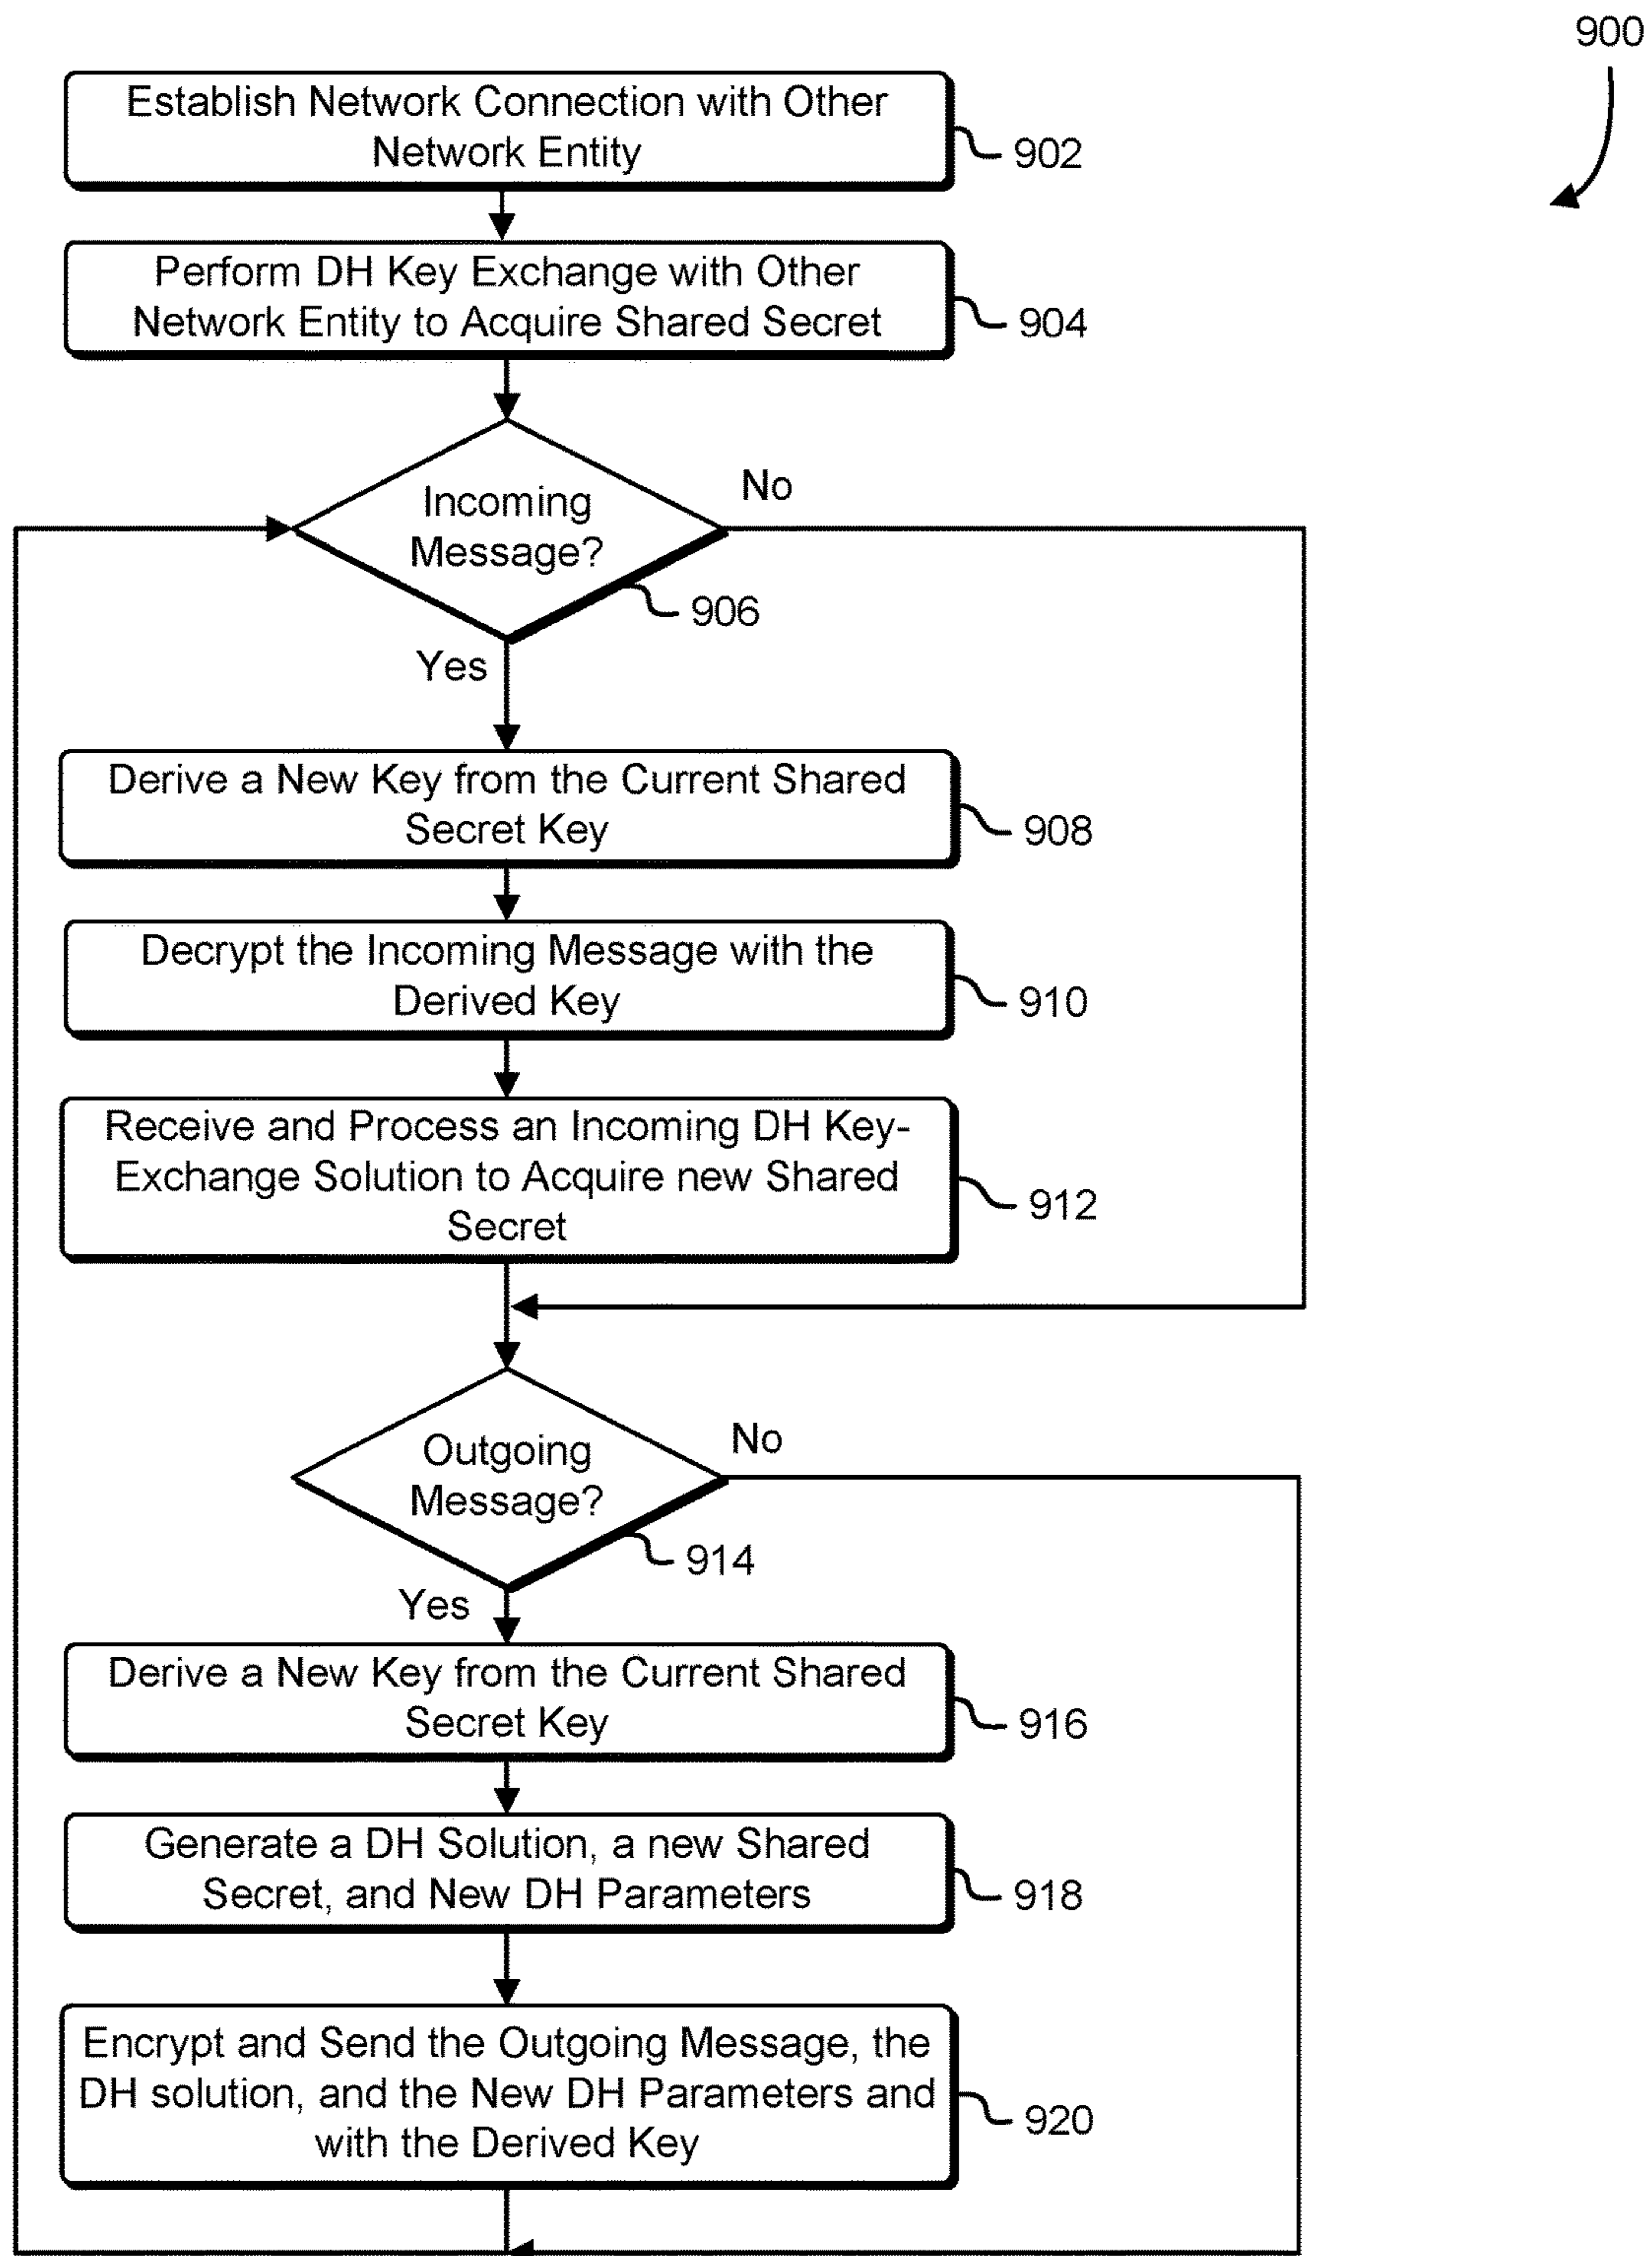 900
Establish Network Connection with Other
Network Entity
902
Perform DH Key Exchange with Other
Network Entity to Acquire Shared Secret
904
Incoming
Message?
No
906
Yes
Derive a New Key from the Current Shared
Secret Key
908
Decrypt the Incoming Message with the
Derived Key
910
Receive and Process an Incoming DH Key-
Exchange Solution to Acquire new Shared
Secret
912
Outgoing
Message?
No
914
Yes
Derive a New Key from the Current Shared
Secret Key
916
Generate a DH Solution, a new Shared
Secret, and New DH Parameters
918
Encrypt and Send the Outgoing Message, the
DH solution, and the New DH Parameters and
with the Derived Key
920